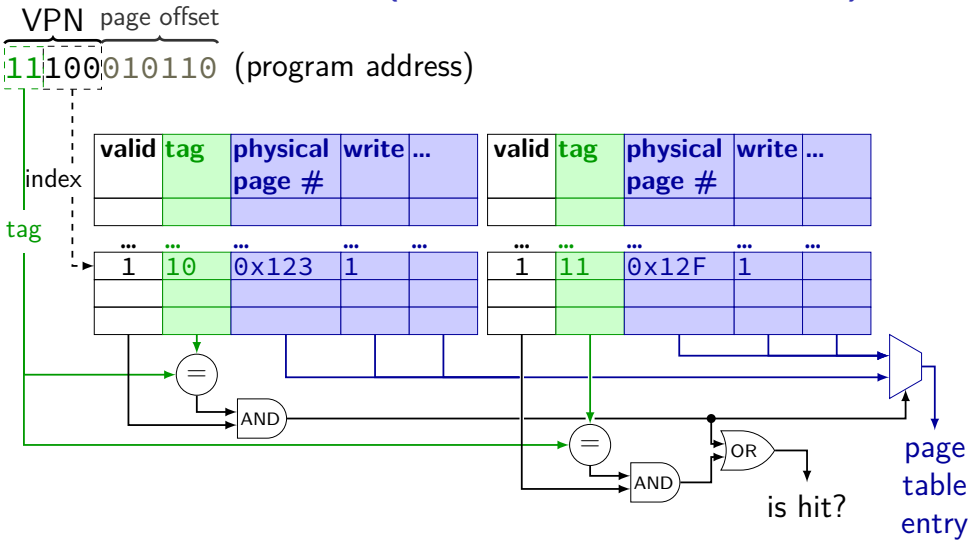 VPN page offset
11100010110 (program address)
valid tag physical page # write ...
valid tag physical page # write ...
index
tag
... ... ... ... ...
... ... ... ... ...
1 10 0x123 1
1 11 0x12F 1
=
AND
=
OR
AND
is hit?
page
table
entry